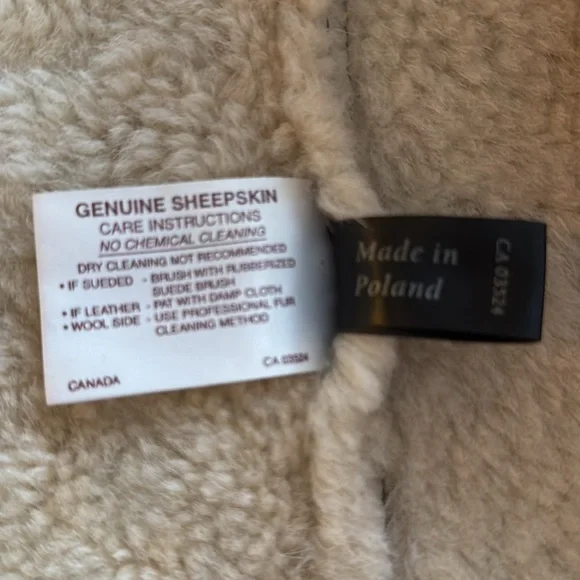 GENUINE SHEEPSKIN
CARE INSTRUCTIONS
NO CHEMICAL CLEANING
DRY CLEANING NOT RECOMMENDED
• IF SUEDED - BRUSH WITH RUBBERIZED
SUEDE BRUSH
• IF LEATHER - PAT WITH DAMP CLOTH
• WOOL SIDE - USE PROFESSIONAL FUR
CLEANING METHOD
CA 03524
CANADA
Made in
Poland
CA 03524